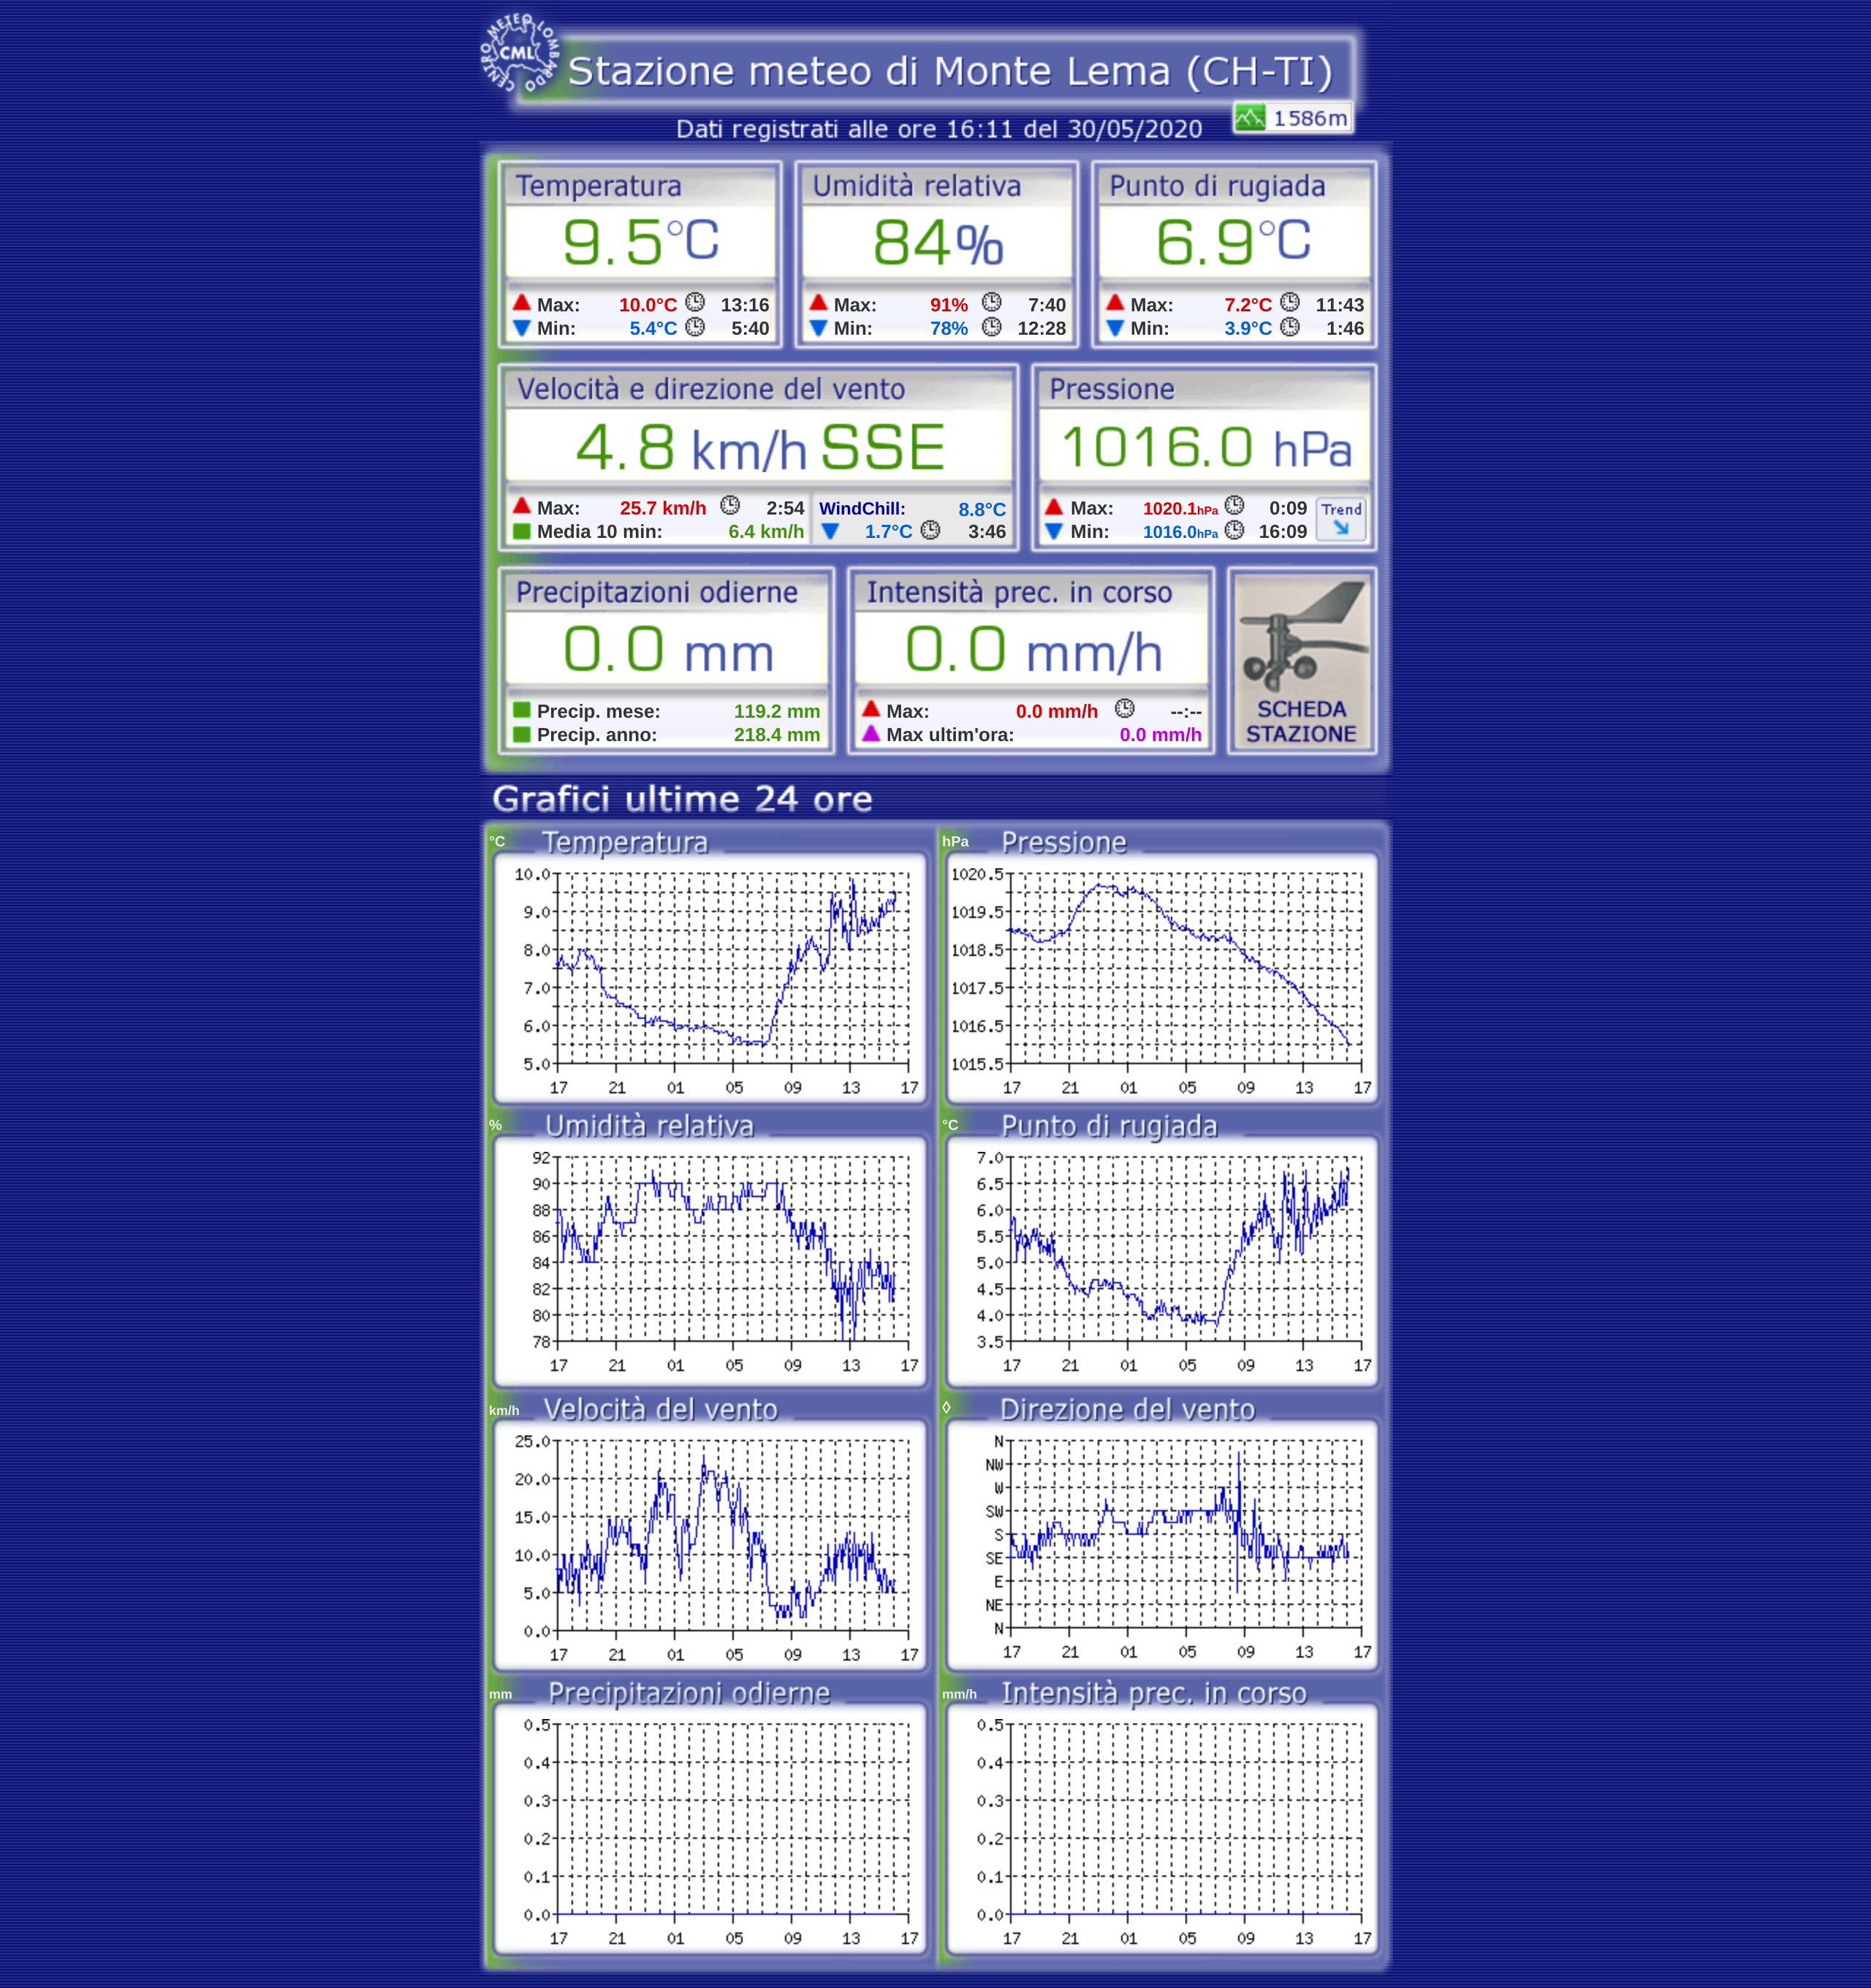 CENTRO METEO LOMBARDO
CML
Stazione meteo di Monte Lema (CH-TI)
1586m
Dati registrati alle ore 16:11 del 30/05/2020
Temperatura Umidità relativa Punto di rugiada
9.5°C 84% 6.9°C
Max: 10.0°C 13:16 Max: 91% 7:40 Max: 7.2°C 11:43
Min: 5.4°C 5:40 Min: 78% 12:28 Min: 3.9°C 1:46
Velocità e direzione del vento Pressione
4.8 km/h SSE 1016.0 hPa
Max: 25.7 km/h 2:54 WindChill: 8.8°C Max: 1020.1hPa 0:09 Trend
Media 10 min: 6.4 km/h 1.7°C 3:46 Min: 1016.0hPa 16:09
Precipitazioni odierne Intensità prec. in corso
0.0 mm 0.0 mm/h
Precip. mese: 119.2 mm Max: 0.0 mm/h --:-- SCHEDA
Precip. anno: 218.4 mm Max ultim'ora: 0.0 mm/h STAZIONE
Grafici ultime 24 ore
°C Temperatura
10.0
9.0
8.0
7.0
6.0
5.0
17 21 01 05 09 13 17
hPa Pressione
1020.5
1019.5
1018.5
1017.5
1016.5
1015.5
17 21 01 05 09 13 17
% Umidità relativa
92
90
88
86
84
82
80
78
17 21 01 05 09 13 17
°C Punto di rugiada
7.0
6.5
6.0
5.5
5.0
4.5
4.0
3.5
17 21 01 05 09 13 17
km/h Velocità del vento
25.0
20.0
15.0
10.0
5.0
0.0
17 21 01 05 09 13 17
◊ Direzione del vento
N
NW
W
SW
S
SE
E
NE
N
17 21 01 05 09 13 17
mm Precipitazioni odierne
0.5
0.4
0.3
0.2
0.1
0.0
17 21 01 05 09 13 17
mm/h Intensità prec. in corso
0.5
0.4
0.3
0.2
0.1
0.0
17 21 01 05 09 13 17